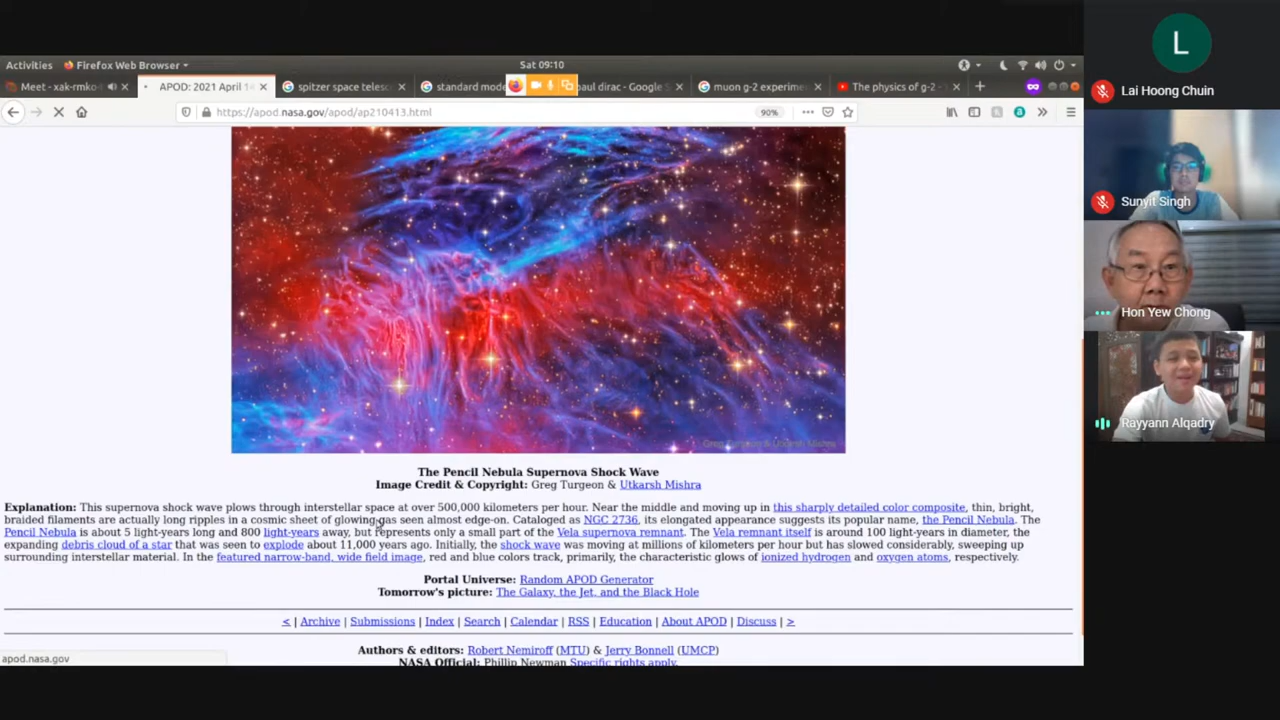 Activities Firefox Web Browser Sat 09:10
Meet - xak-rmko- APOD: 2021 April 1 spitzer space telesc standard mode paul dirac - Google S muon g-2 experime The physics of g-2 -
https://apod.nasa.gov/apod/ap210413.html 90%
Greg Turgeon & Utkarsh Mishra
The Pencil Nebula Supernova Shock Wave
Image Credit & Copyright: Greg Turgeon & Utkarsh Mishra
Explanation: This supernova shock wave plows through interstellar space at over 500,000 kilometers per hour. Near the middle and moving up in this sharply detailed color composite, thin, bright,
braided filaments are actually long ripples in a cosmic sheet of glowing gas seen almost edge-on. Cataloged as NGC 2736, its elongated appearance suggests its popular name, the Pencil Nebula. The
Pencil Nebula is about 5 light-years long and 800 light-years away, but represents only a small part of the Vela supernova remnant. The Vela remnant itself is around 100 light-years in diameter, the
expanding debris cloud of a star that was seen to explode about 11,000 years ago. Initially, the shock wave was moving at millions of kilometers per hour but has slowed considerably, sweeping up
surrounding interstellar material. In the featured narrow-band, wide field image, red and blue colors track, primarily, the characteristic glows of ionized hydrogen and oxygen atoms, respectively.
Portal Universe: Random APOD Generator
Tomorrow's picture: The Galaxy, the Jet, and the Black Hole
< | Archive | Submissions | Index | Search | Calendar | RSS | Education | About APOD | Discuss | >
Authors & editors: Robert Nemiroff (MTU) & Jerry Bonnell (UMCP)
NASA Official: Phillip Newman Specific rights apply.
apod.nasa.gov
L
Lai Hoong Chuin
Sunyit Singh
Hon Yew Chong
Rayyann Alqadry